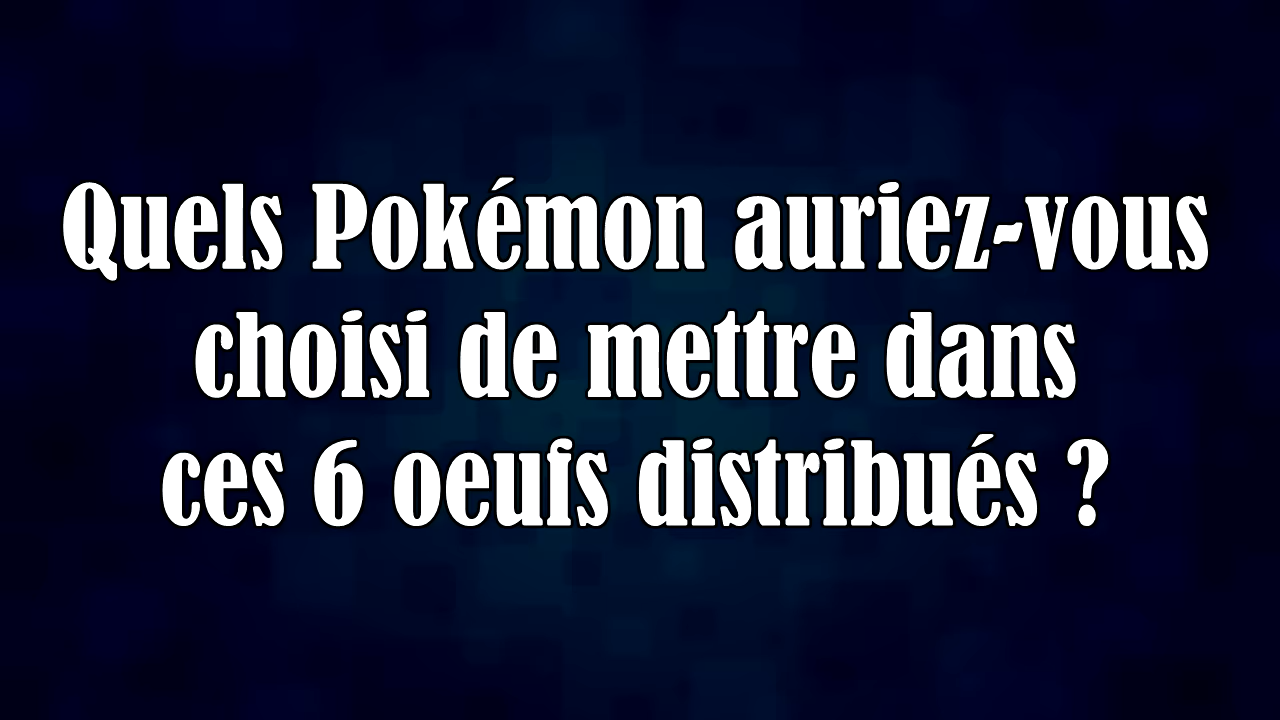 Quels Pokémon auriez-vous
choisi de mettre dans
ces 6 oeufs distribués ?